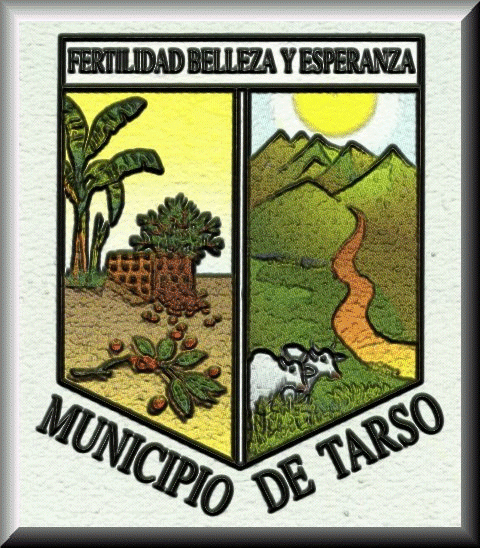 FERTILIDAD BELLEZA Y ESPERANZA
MUNICIPIO DE TARSO